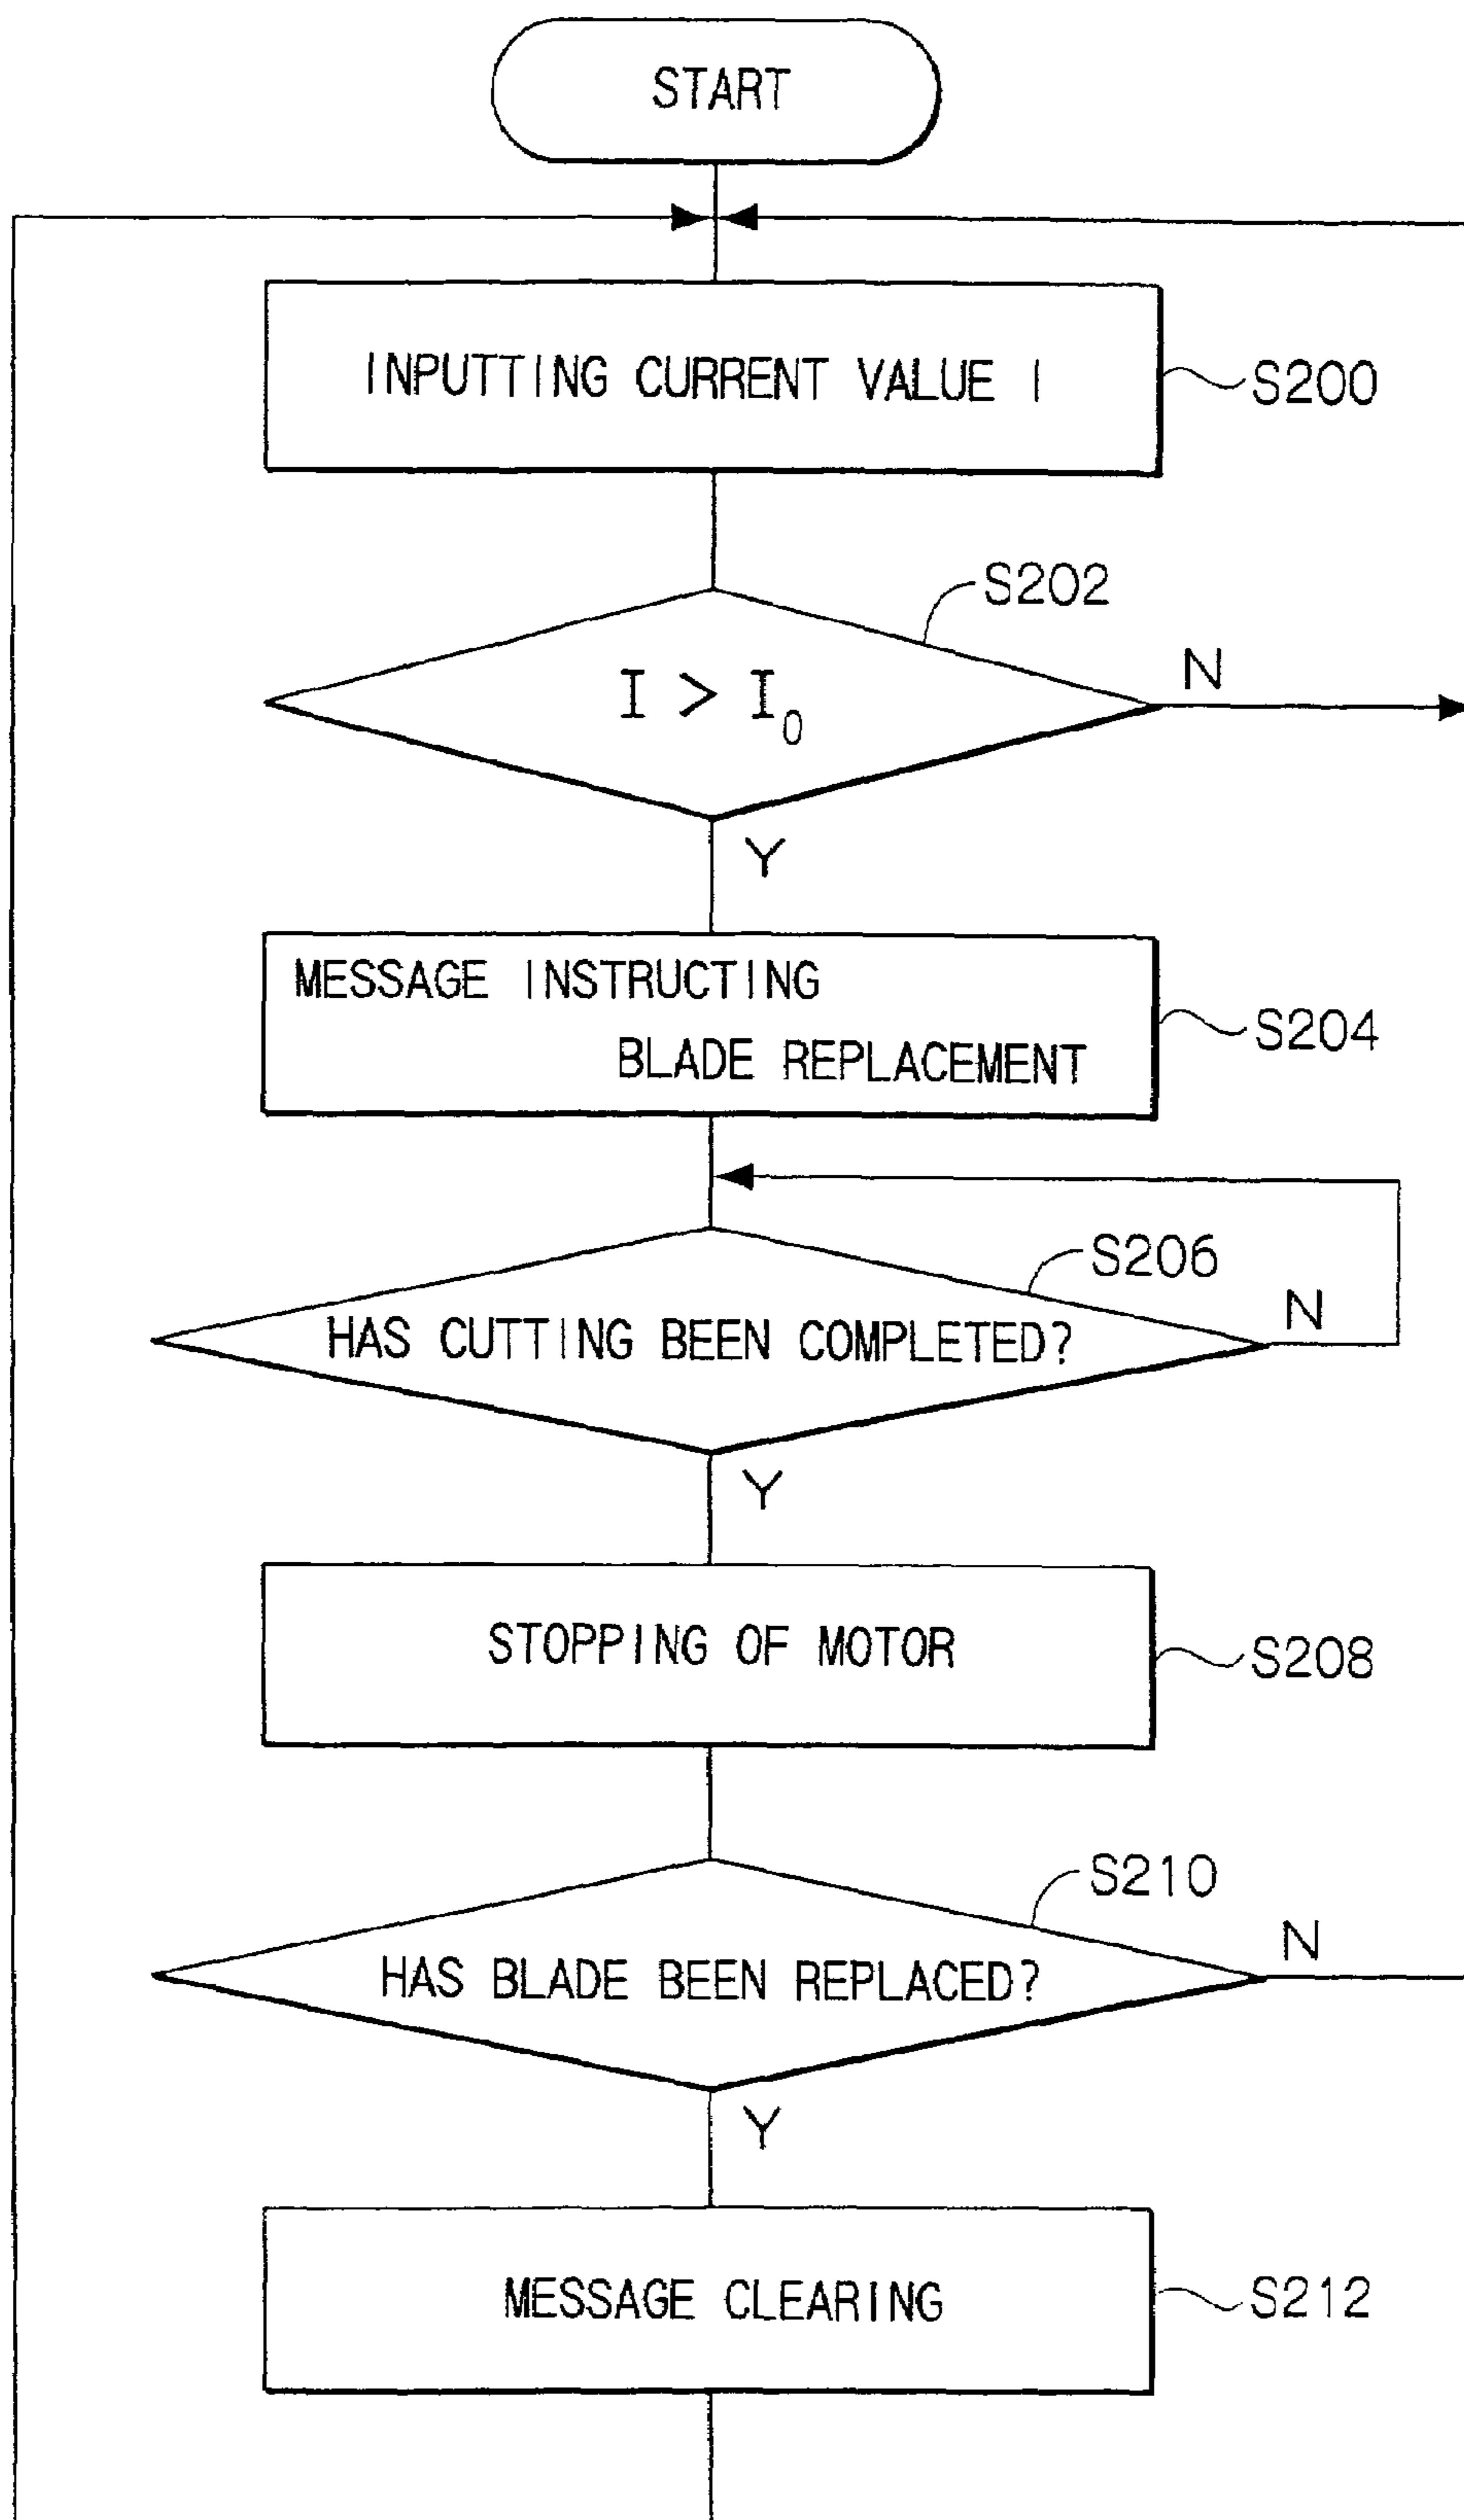 START
INPUTTING CURRENT VALUE I
S200
S202
I > I0
N
Y
MESSAGE INSTRUCTING
BLADE REPLACEMENT
S204
S206
HAS CUTTING BEEN COMPLETED?
N
Y
STOPPING OF MOTOR
S208
S210
HAS BLADE BEEN REPLACED?
N
Y
MESSAGE CLEARING
S212